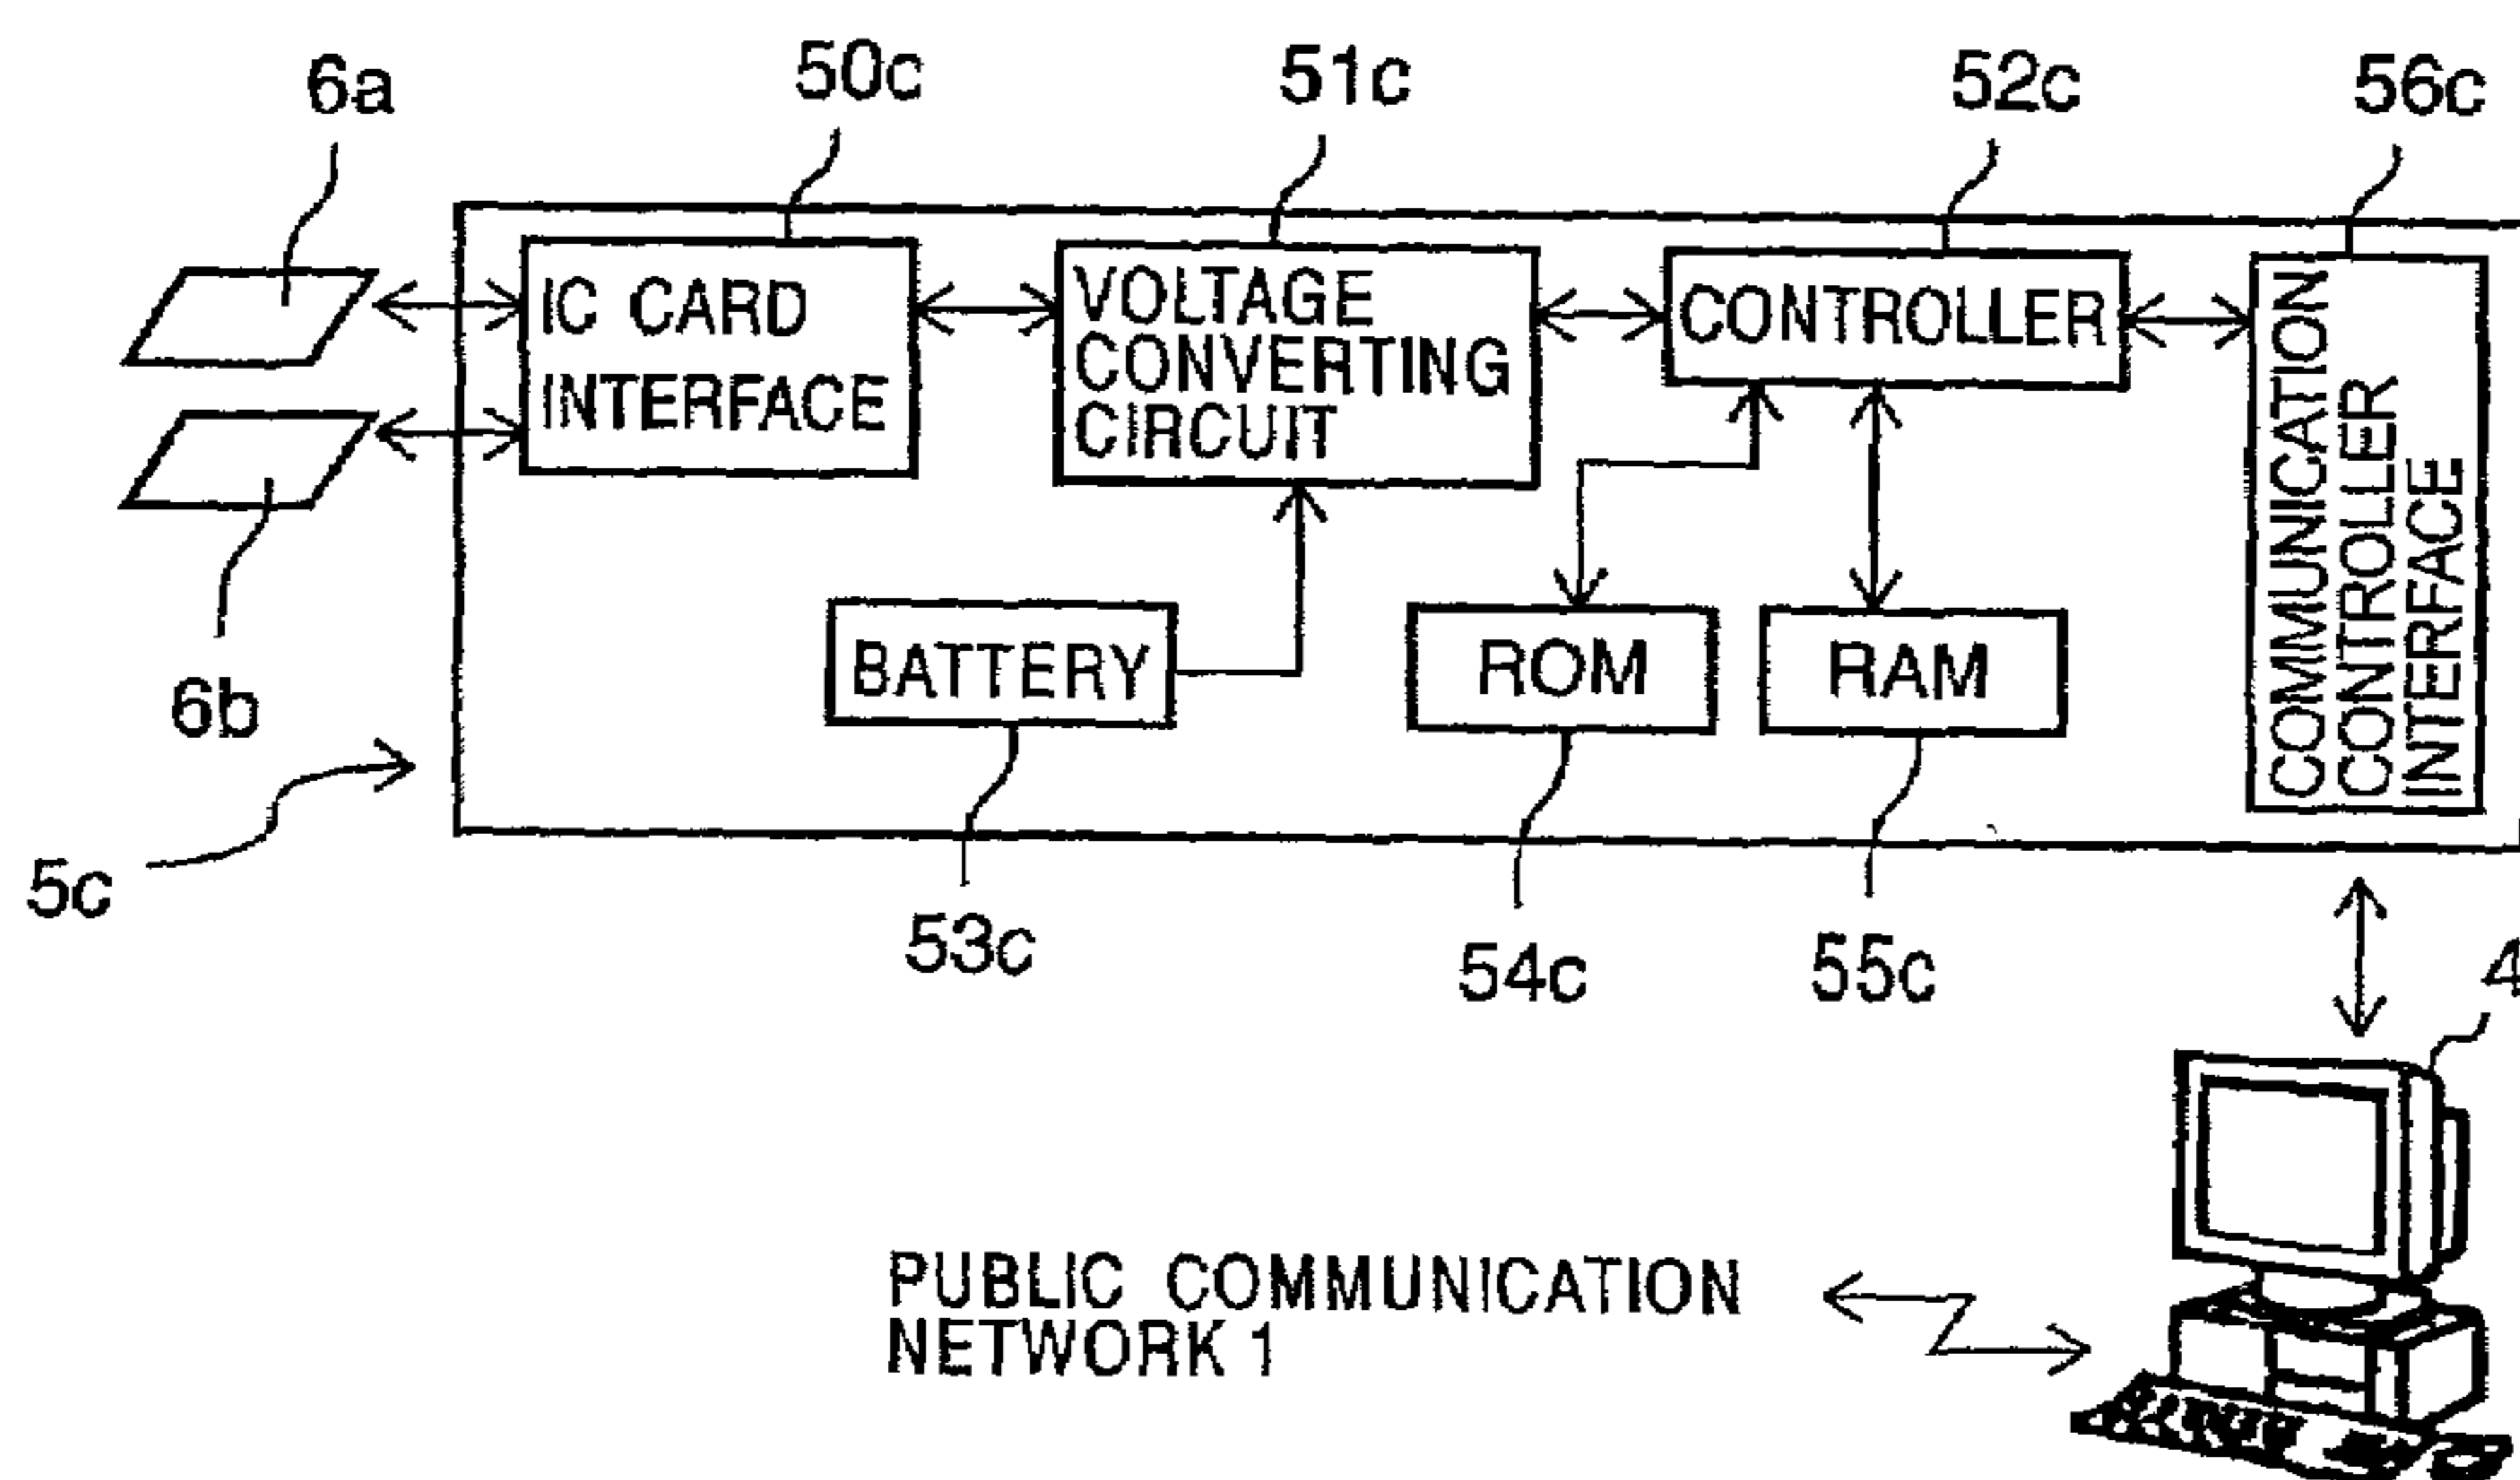 6a
50c
51c
52c
56c
IC CARD
INTERFACE
VOLTAGE
CONVERTING
CIRCUIT
CONTROLLER
COMMUNICATION
CONTROLLER
INTERFACE
BATTERY
ROM
RAM
6b
5c
53c
54c
55c
4
PUBLIC COMMUNICATION
NETWORK 1